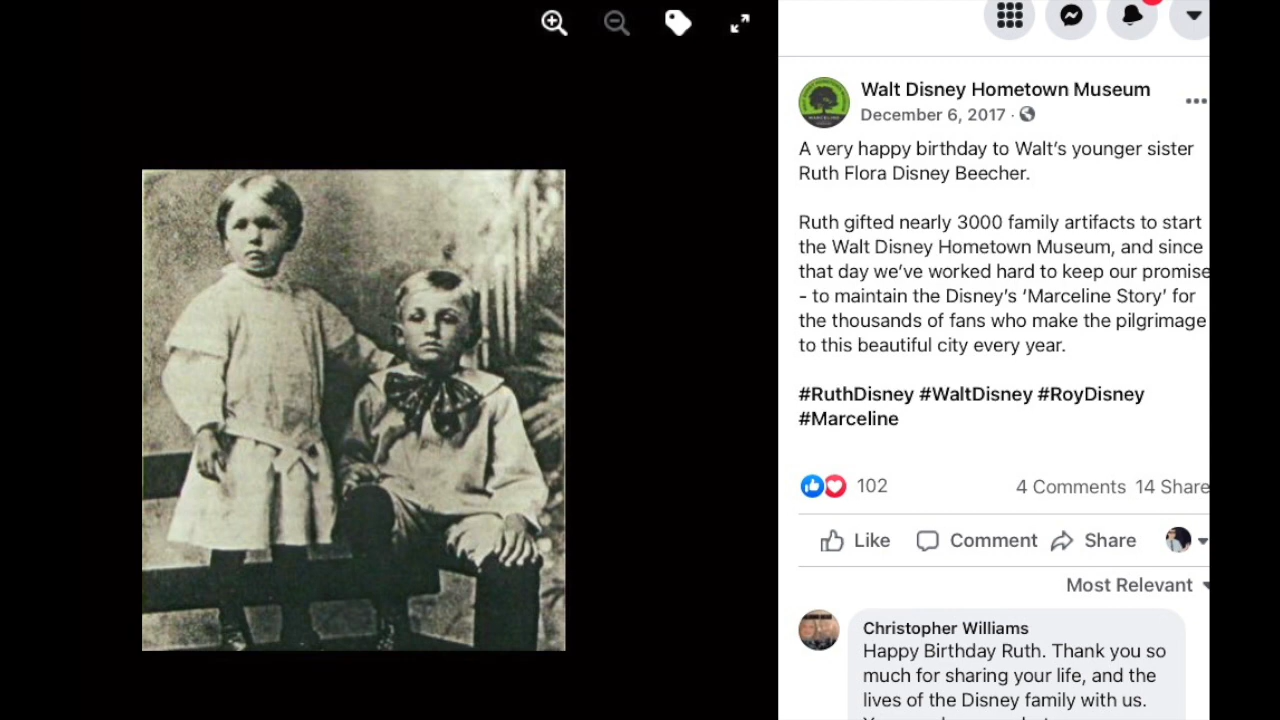 Walt Disney Hometown Museum
December 6, 2017 ·
A very happy birthday to Walt's younger sister
Ruth Flora Disney Beecher.
Ruth gifted nearly 3000 family artifacts to start
the Walt Disney Hometown Museum, and since
that day we've worked hard to keep our promise
- to maintain the Disney's ‘Marceline Story’ for
the thousands of fans who make the pilgrimage
to this beautiful city every year.
#RuthDisney #WaltDisney #RoyDisney
#Marceline
102
4 Comments 14 Share
Like Comment Share
Most Relevant
Christopher Williams
Happy Birthday Ruth. Thank you so
much for sharing your life, and the
lives of the Disney family with us.